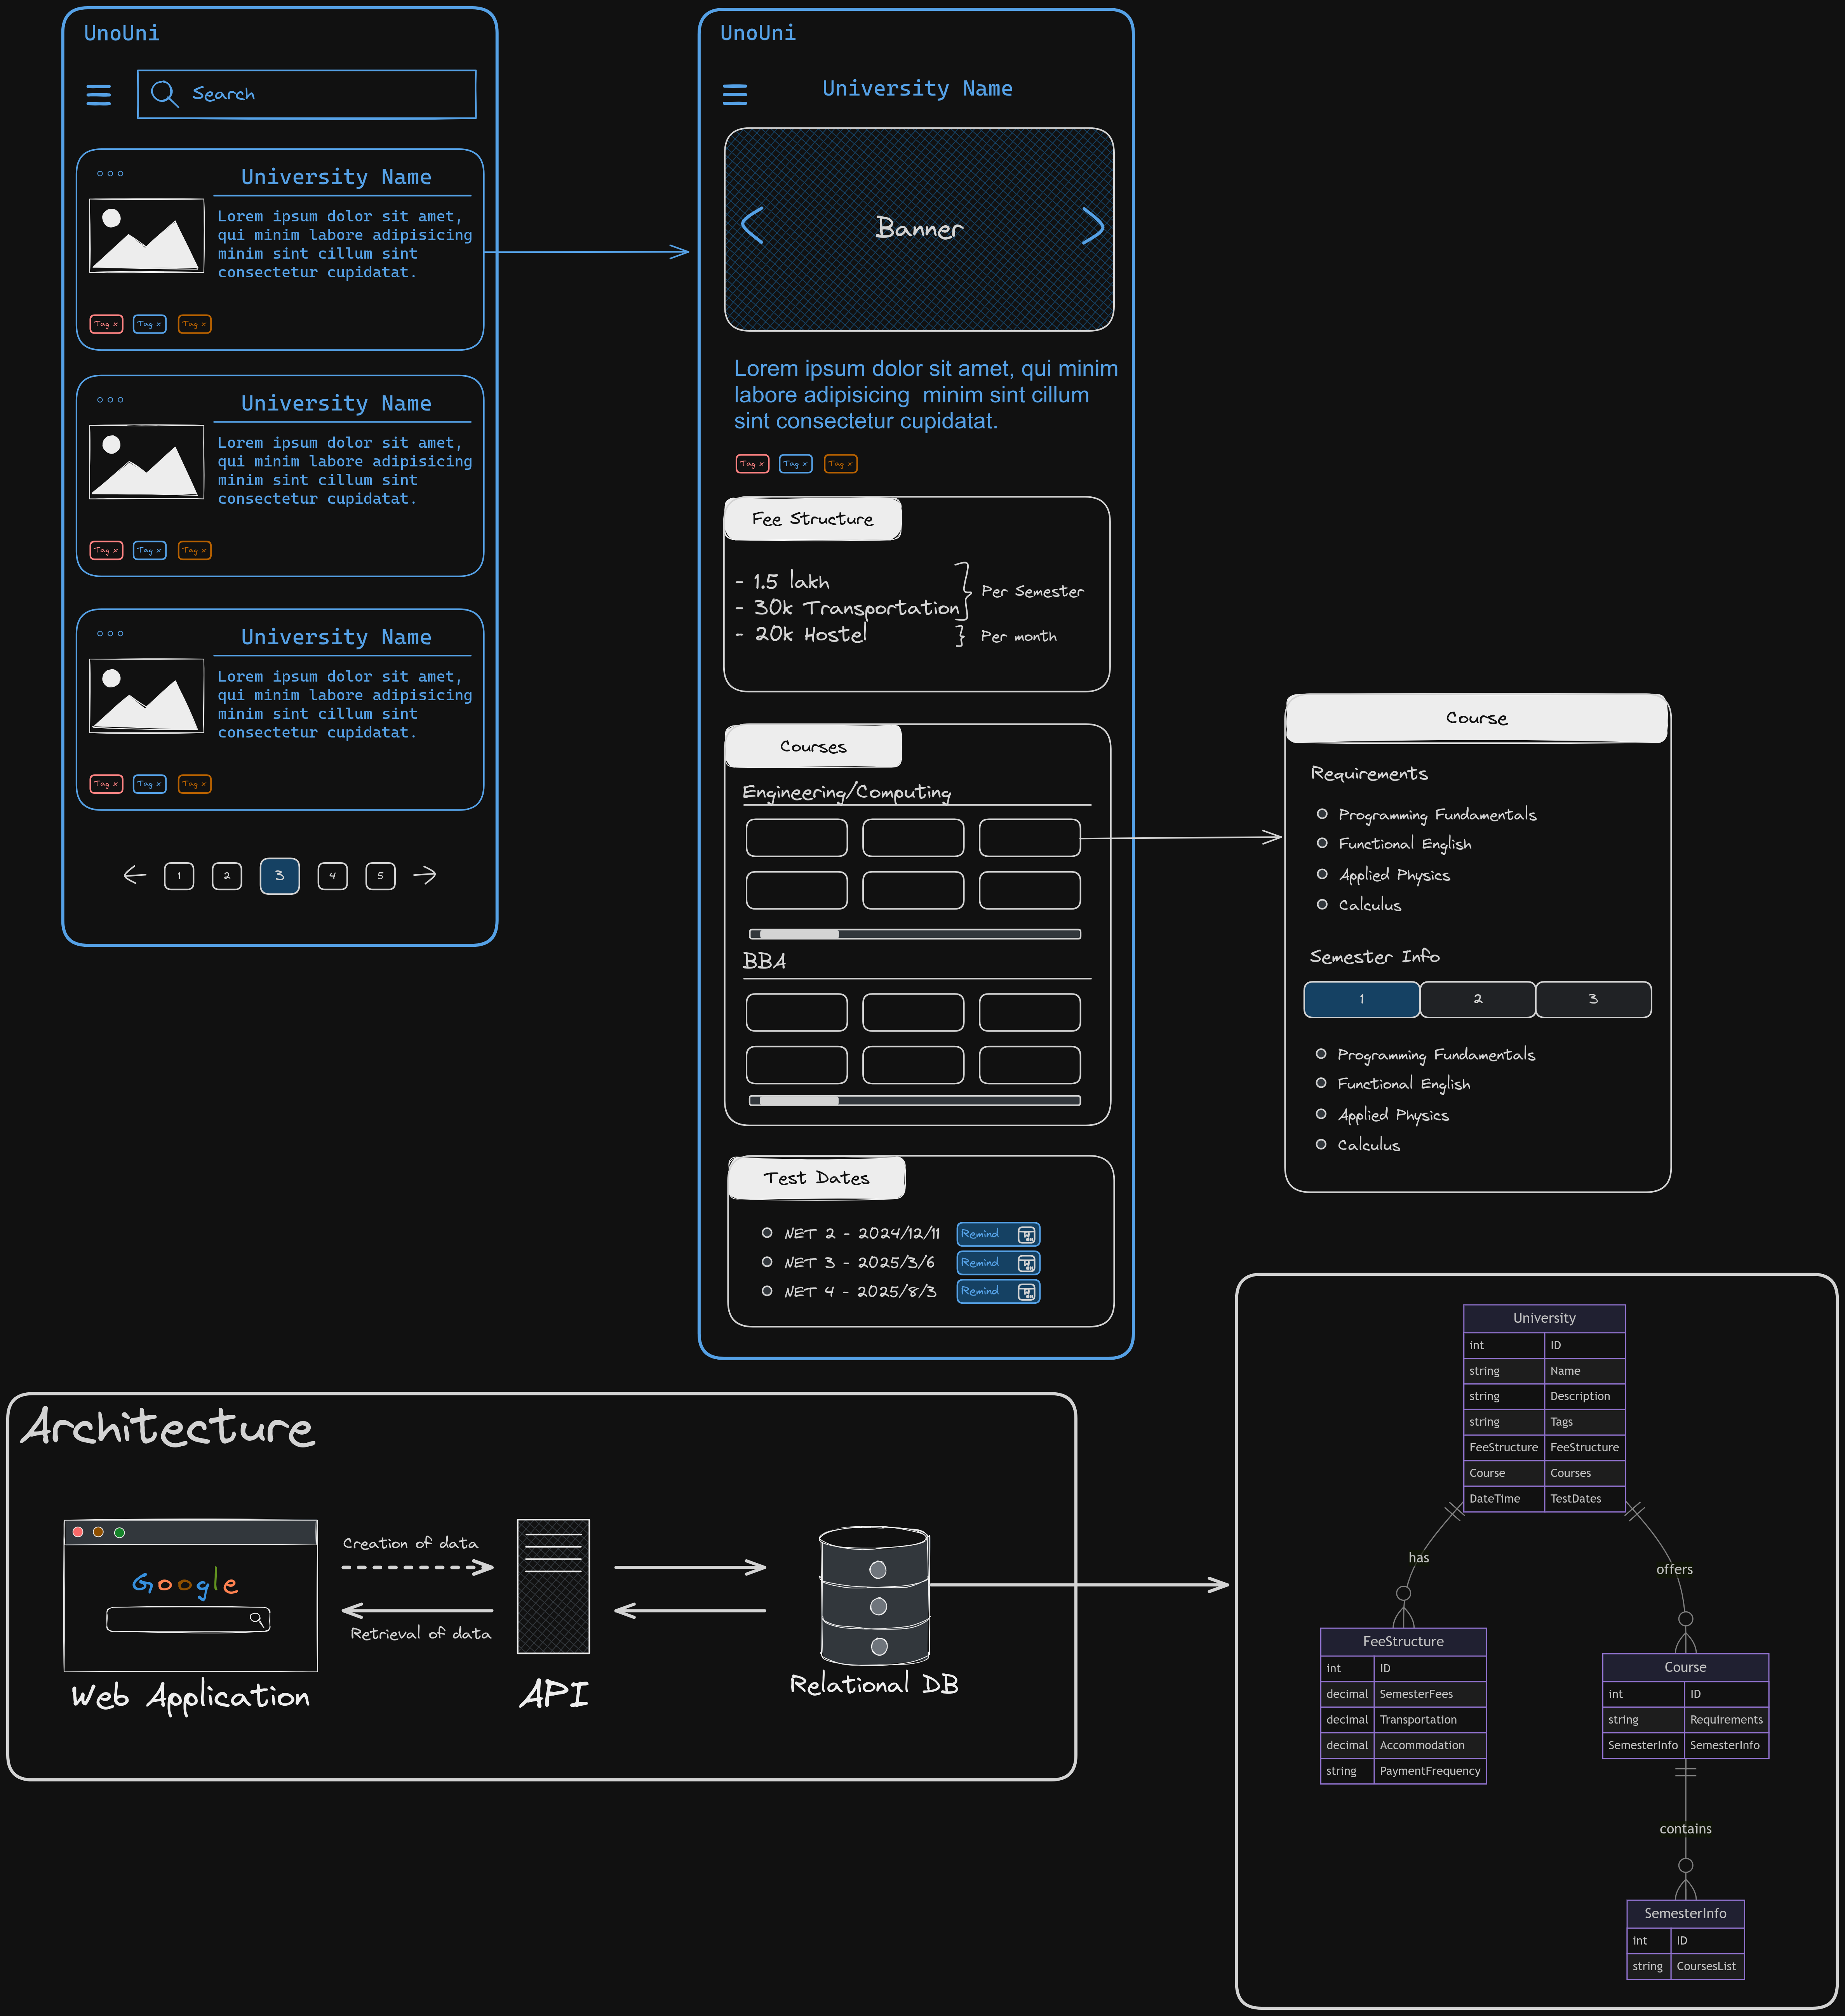 UnoUni
Search
University Name
Lorem ipsum dolor sit amet,
qui minim labore adipisicing
minim sint cillum sint
consectetur cupidatat.
Tag x Tag x Tag x
University Name
Lorem ipsum dolor sit amet,
qui minim labore adipisicing
minim sint cillum sint
consectetur cupidatat.
Tag x Tag x Tag x
University Name
Lorem ipsum dolor sit amet,
qui minim labore adipisicing
minim sint cillum sint
consectetur cupidatat.
Tag x Tag x Tag x
1 2 3 4 5
UnoUni
University Name
Banner
Lorem ipsum dolor sit amet, qui minim
labore adipisicing  minim sint cillum
sint consectetur cupidatat.
Tag x Tag x Tag x
Fee Structure
- 1.5 lakh
- 30k Transportation
- 20k Hostel
Per Semester
Per month
Courses
Engineering/Computing
BBA
Test Dates
NET 2 - 2024/12/11 Remind
NET 3 - 2025/3/6 Remind
NET 4 - 2025/8/3 Remind
Course
Requirements
Programming Fundamentals
Functional English
Applied Physics
Calculus
Semester Info
1 2 3
Programming Fundamentals
Functional English
Applied Physics
Calculus
Architecture
Google
Web Application
Creation of data
Retrieval of data
API
Relational DB
University
int ID
string Name
string Description
string Tags
FeeStructure FeeStructure
Course Courses
DateTime TestDates
has
offers
FeeStructure
int ID
decimal SemesterFees
decimal Transportation
decimal Accommodation
string PaymentFrequency
Course
int ID
string Requirements
SemesterInfo SemesterInfo
contains
SemesterInfo
int ID
string CoursesList